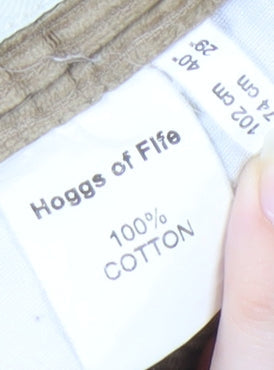 Hoggs of Fife
100%
COTTON
40" 102 cm
29" 74 cm